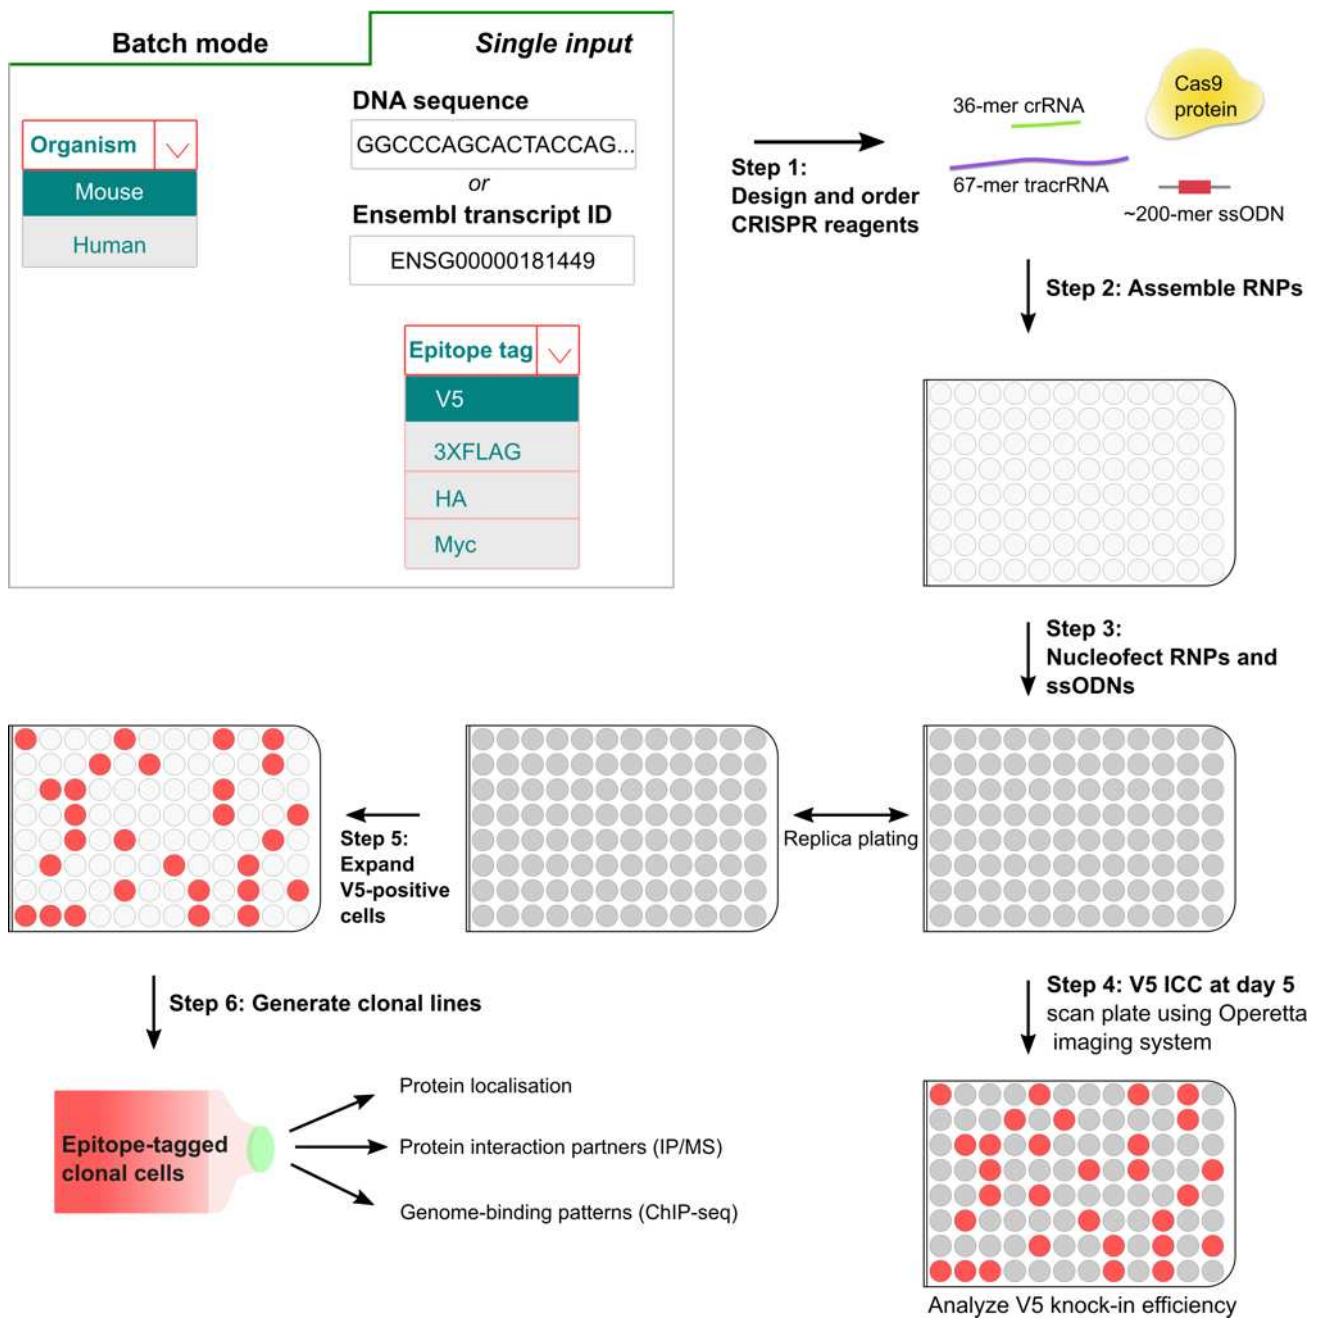 Batch mode
Single input
Organism
Mouse
Human
DNA sequence
GGCCCAGCACTACCAG...
or
Ensembl transcript ID
ENSG00000181449
Epitope tag
V5
3XFLAG
HA
Myc
Step 1:
Design and order
CRISPR reagents
36-mer crRNA
Cas9
protein
67-mer tracrRNA
~200-mer ssODN
Step 2: Assemble RNPs
Step 3:
Nucleofect RNPs and
ssODNs
Replica plating
Step 4: V5 ICC at day 5
scan plate using Operetta
imaging system
Analyze V5 knock-in efficiency
Step 5:
Expand
V5-positive
cells
Step 6: Generate clonal lines
Epitope-tagged
clonal cells
Protein localisation
Protein interaction partners (IP/MS)
Genome-binding patterns (ChIP-seq)